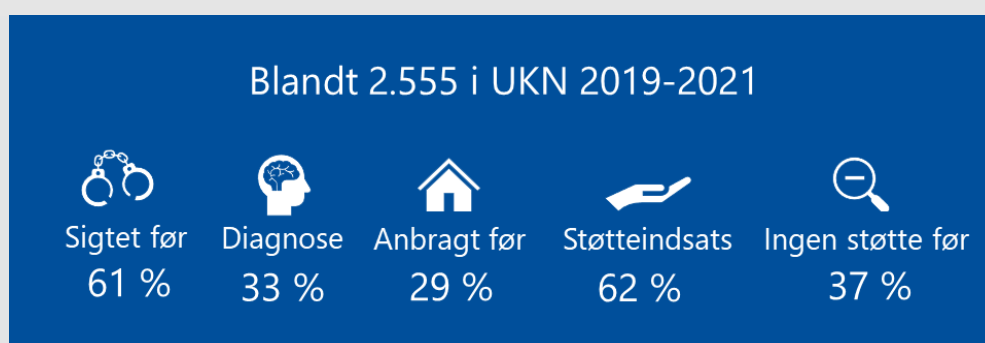 Blandt 2.555 i UKN 2019-2021
Sigtet før
61 %
Diagnose
33 %
Anbragt før
29 %
Støtteindsats
62 %
Ingen støtte før
37 %